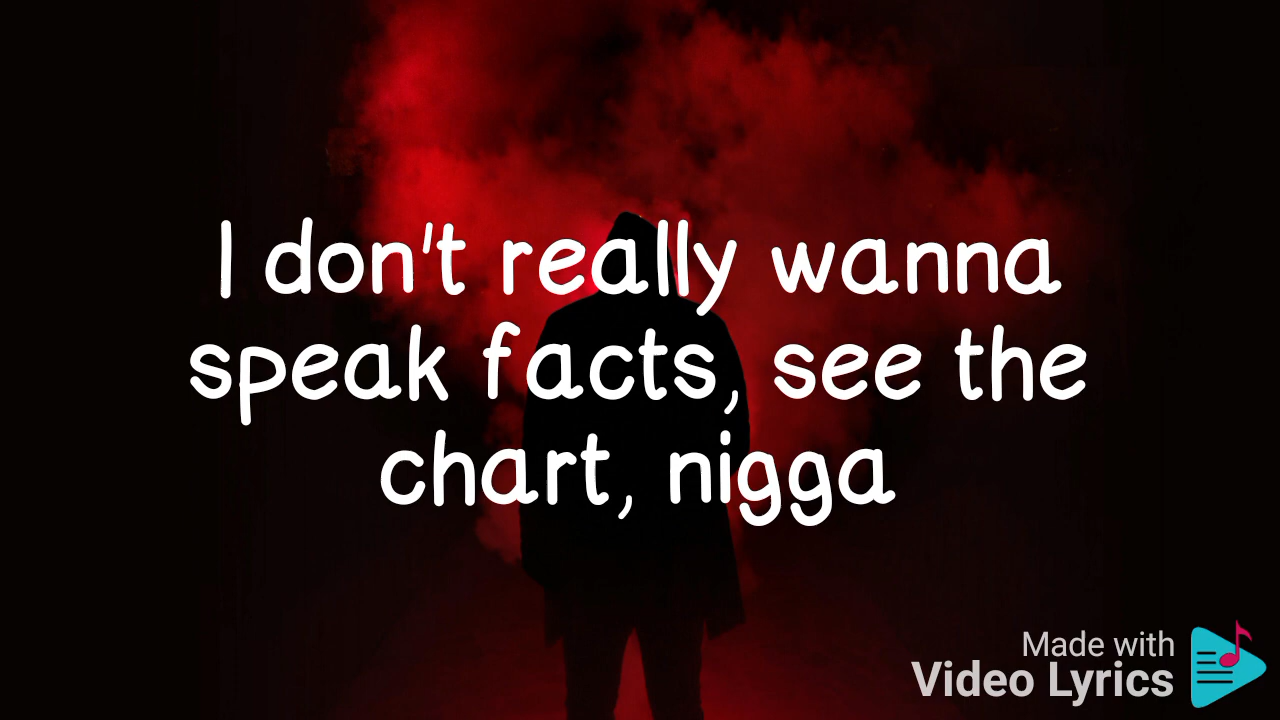 I don't really wanna
speak facts, see the
chart, nigga
Made with
Video Lyrics